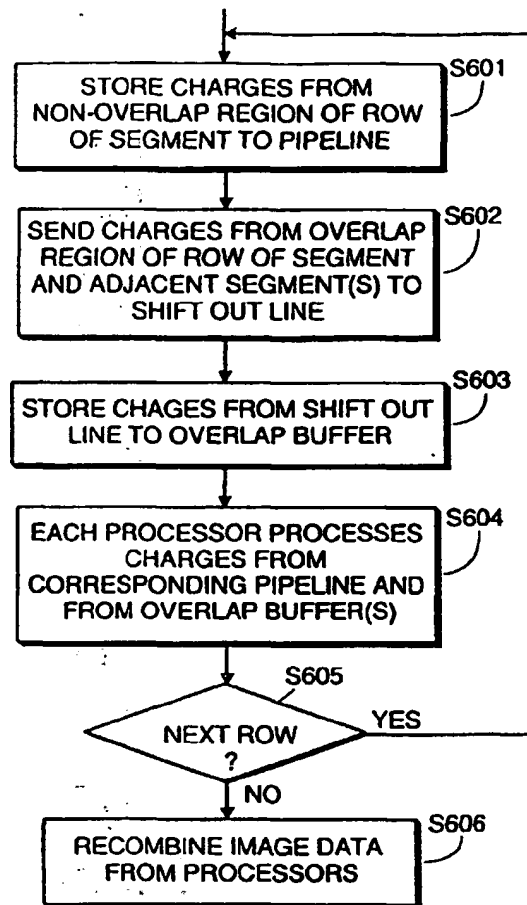 S601
STORE CHARGES FROM
NON-OVERLAP REGION OF ROW
OF SEGMENT TO PIPELINE
S602
SEND CHARGES FROM OVERLAP
REGION OF ROW OF SEGMENT
AND ADJACENT SEGMENT(S) TO
SHIFT OUT LINE
S603
STORE CHAGES FROM SHIFT OUT
LINE TO OVERLAP BUFFER
S604
EACH PROCESSOR PROCESSES
CHARGES FROM
CORRESPONDING PIPELINE AND
FROM OVERLAP BUFFER(S)
S605
NEXT ROW
?
YES
NO
S606
RECOMBINE IMAGE DATA
FROM PROCESSORS